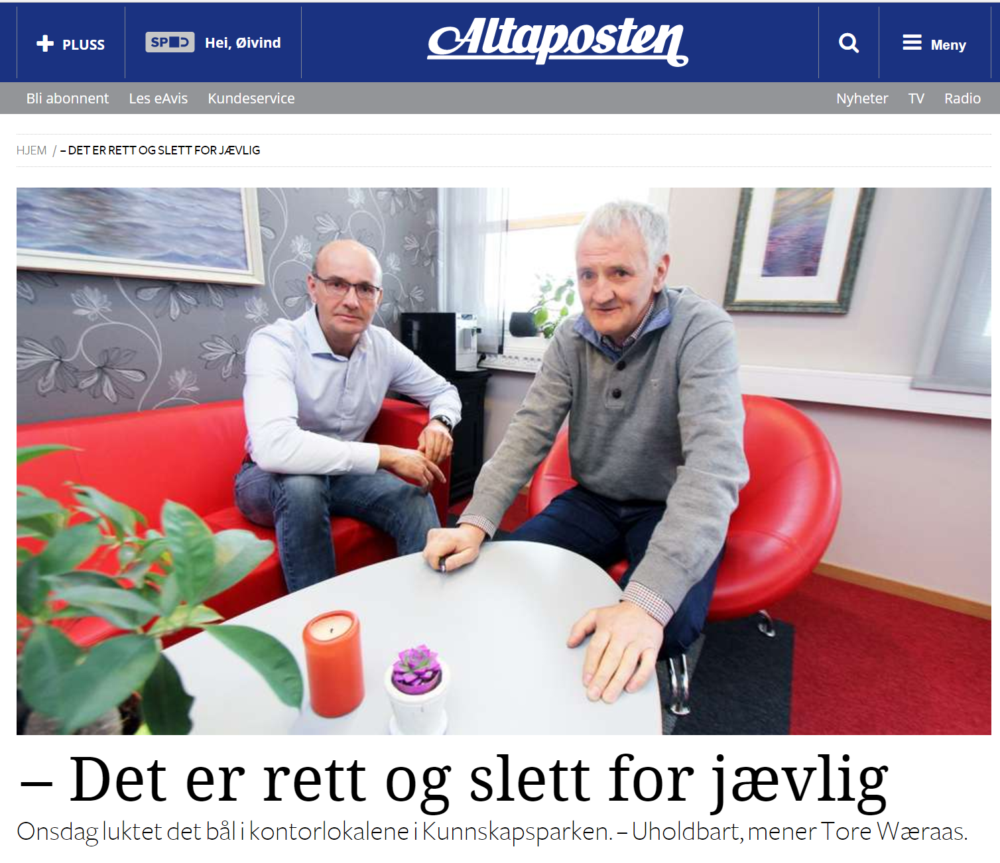 PLUSS
SP D Hei, Øivind
Altaposten
Meny
Bli abonnent Les eAvis Kundeservice
Nyheter TV Radio
HJEM / – DET ER RETT OG SLETT FOR JÆVLIG
– Det er rett og slett for jævlig
Onsdag luktet det bål i kontorlokalene i Kunnskapsparken. – Uholdbart, mener Tore Wæraas.